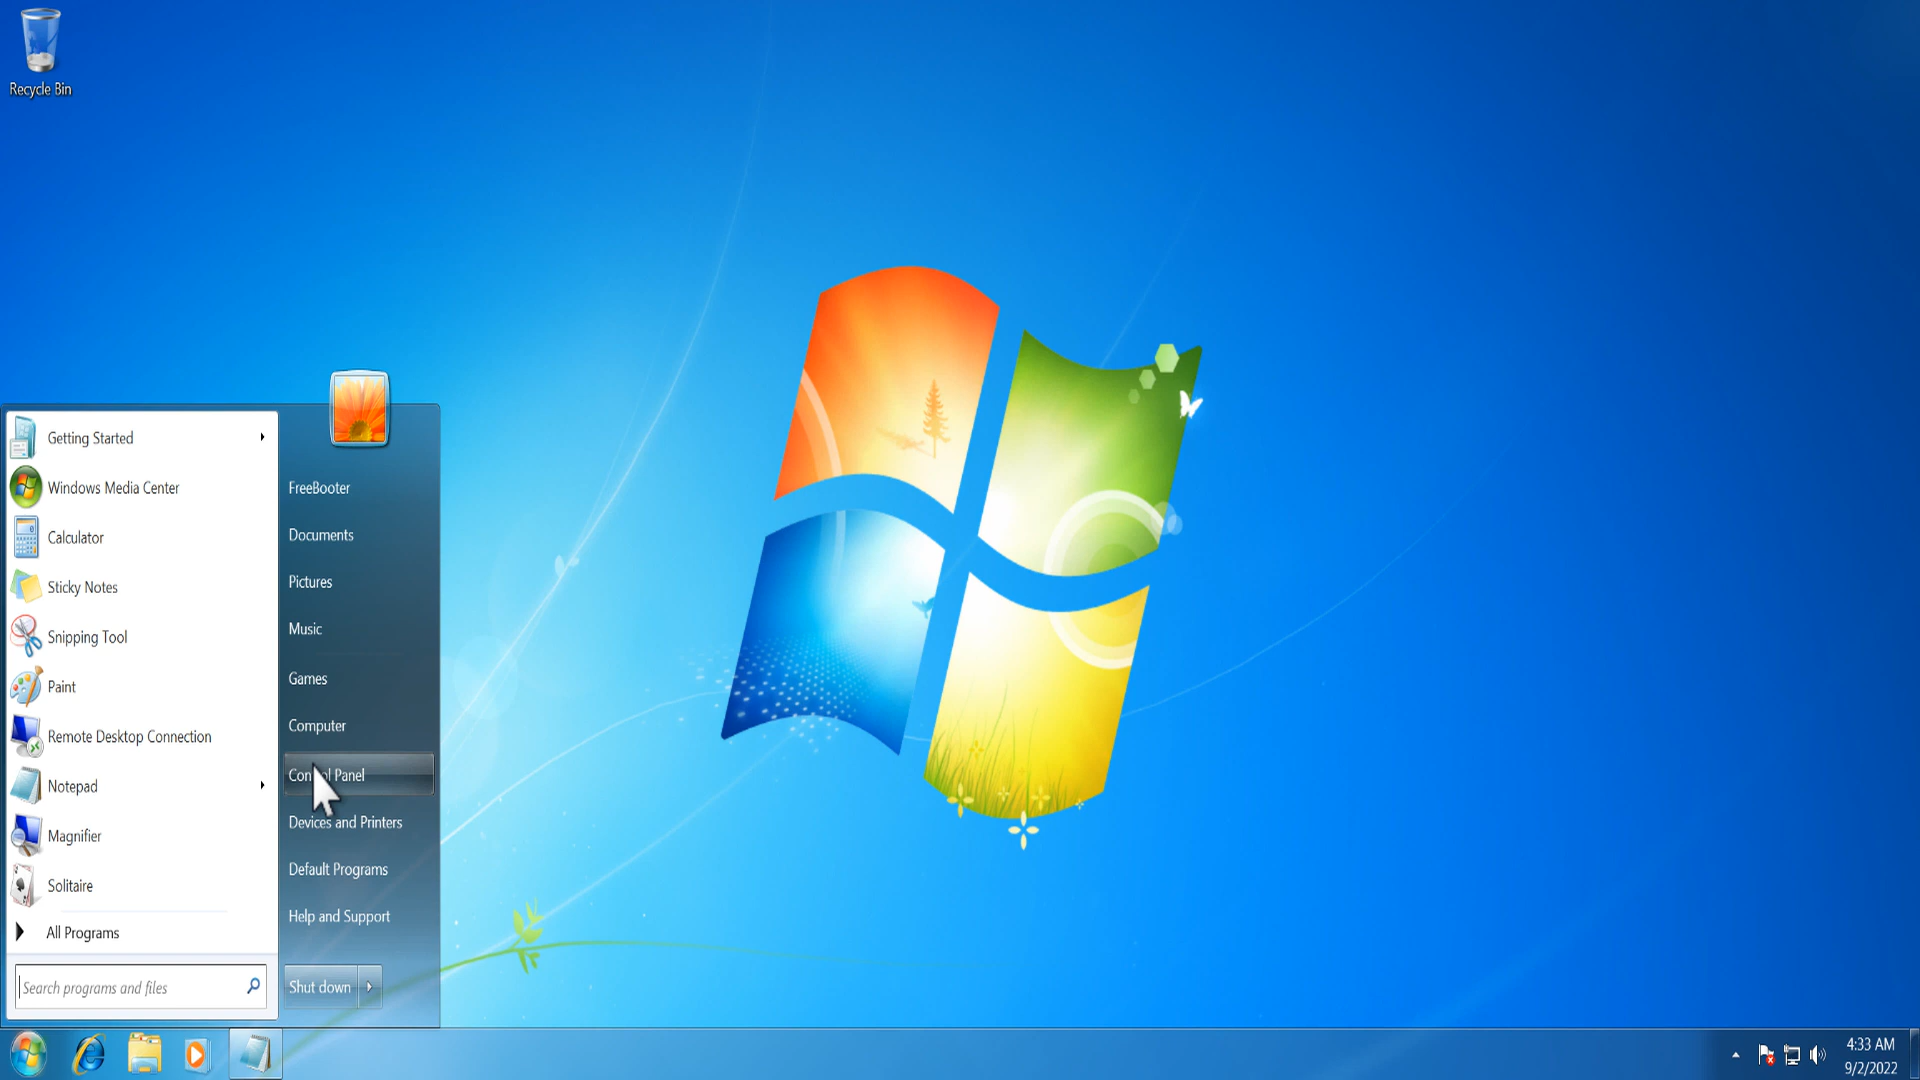 Recycle Bin
Getting Started
Windows Media Center
Calculator
Sticky Notes
Snipping Tool
Paint
Remote Desktop Connection
Notepad
Magnifier
Solitaire
All Programs
Search programs and files
FreeBooter
Documents
Pictures
Music
Games
Computer
Control Panel
Devices and Printers
Default Programs
Help and Support
Shut down
4:33 AM
9/2/2022